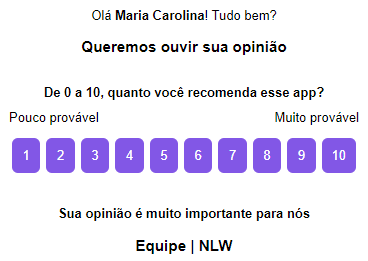 Olá Maria Carolina! Tudo bem?
Queremos ouvir sua opinião
De 0 a 10, quanto você recomenda esse app?
Pouco provável Muito provável
1 2 3 4 5 6 7 8 9 10
Sua opinião é muito importante para nós
Equipe | NLW